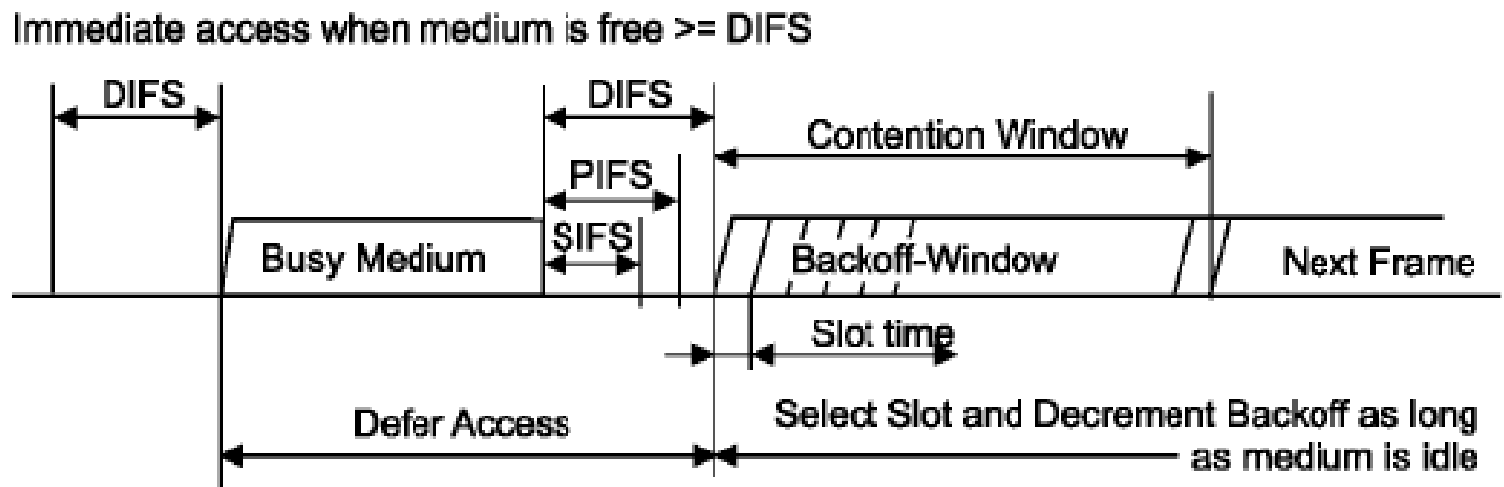 Immediate access when medium is free >= DIFS
DIFS
DIFS
Contention Window
PIFS
SIFS
Busy Medium
Backoff-Window
Next Frame
Slot time
Defer Access
Select Slot and Decrement Backoff as long
as medium is idle